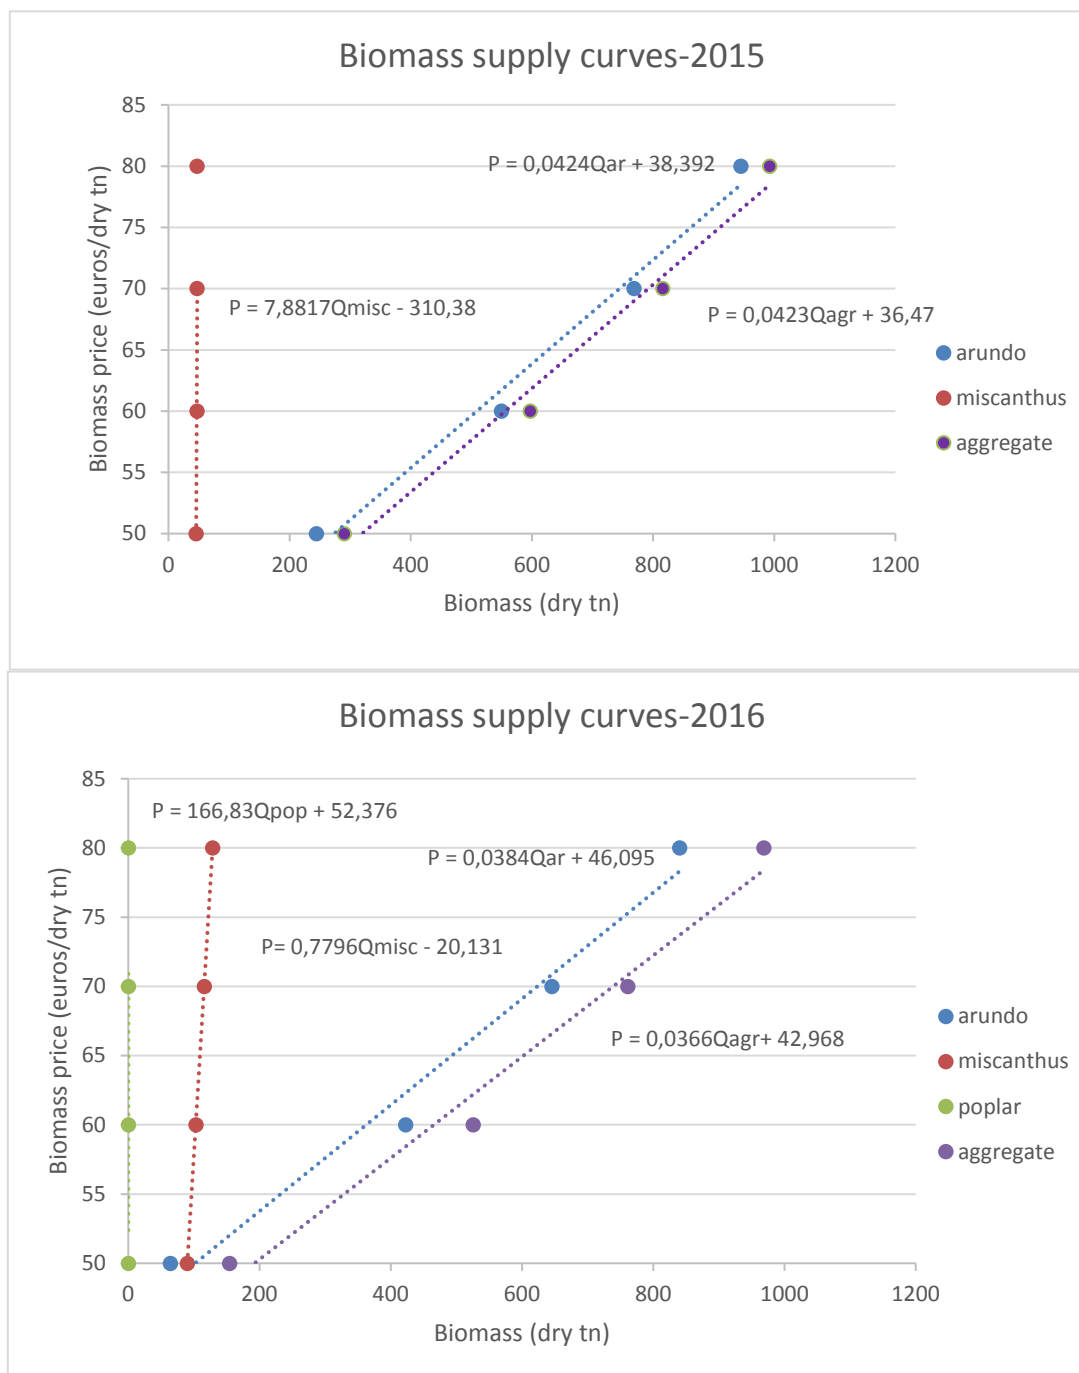 Biomass supply curves-2015
Biomass price (euros/dry tn)
85
80
75
70
65
60
55
50
P = 0,0424Qar + 38,392
P = 7,8817Qmisc - 310,38
P = 0,0423Qagr + 36,47
arundo
miscanthus
aggregate
0 200 400 600 800 1000 1200
Biomass (dry tn)
Biomass supply curves-2016
Biomass price (euros/dry tn)
85
80
75
70
65
60
55
50
P = 166,83Qpop + 52,376
P = 0,0384Qar + 46,095
P= 0,7796Qmisc - 20,131
P = 0,0366Qagr+ 42,968
arundo
miscanthus
poplar
aggregate
0 200 400 600 800 1000 1200
Biomass (dry tn)